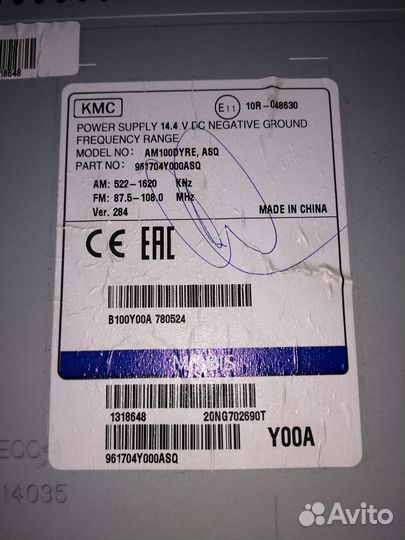 18648
KMC
E11 10R-048630
POWER SUPPLY 14.4 V DC NEGATIVE GROUND
FREQUENCY RANGE
MODEL NO: AM100DYRE, ASQ
PART NO: 961704Y000ASQ
AM: 522-1620 KHz
FM: 87.5-108.0 MHz
Ver. 284 MADE IN CHINA
CE EAC
B100Y00A 780524
MOBIS
1318648 20NG702690T
Y00A
961704Y000ASQ
ECC
14035
Avito